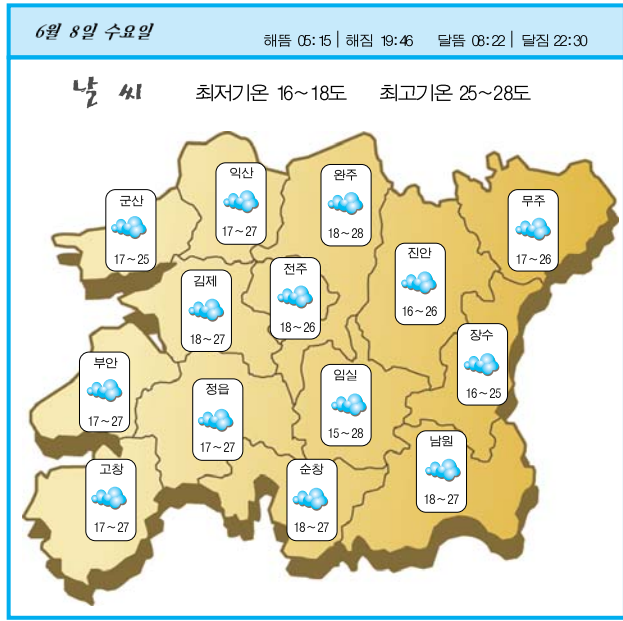 6월 8일 수요일
해뜸 05:15 | 해짐 19:46 달뜸 08:22 | 달짐 22:30
날 씨 최저기온 16~18도 최고기온 25~28도
익산
17~27
완주
18~28
군산
17~25
무주
17~26
진안
16~26
전주
18~26
김제
18~27
장수
16~25
부안
17~27
임실
15~28
정읍
17~27
남원
18~27
고창
17~27
순창
18~27